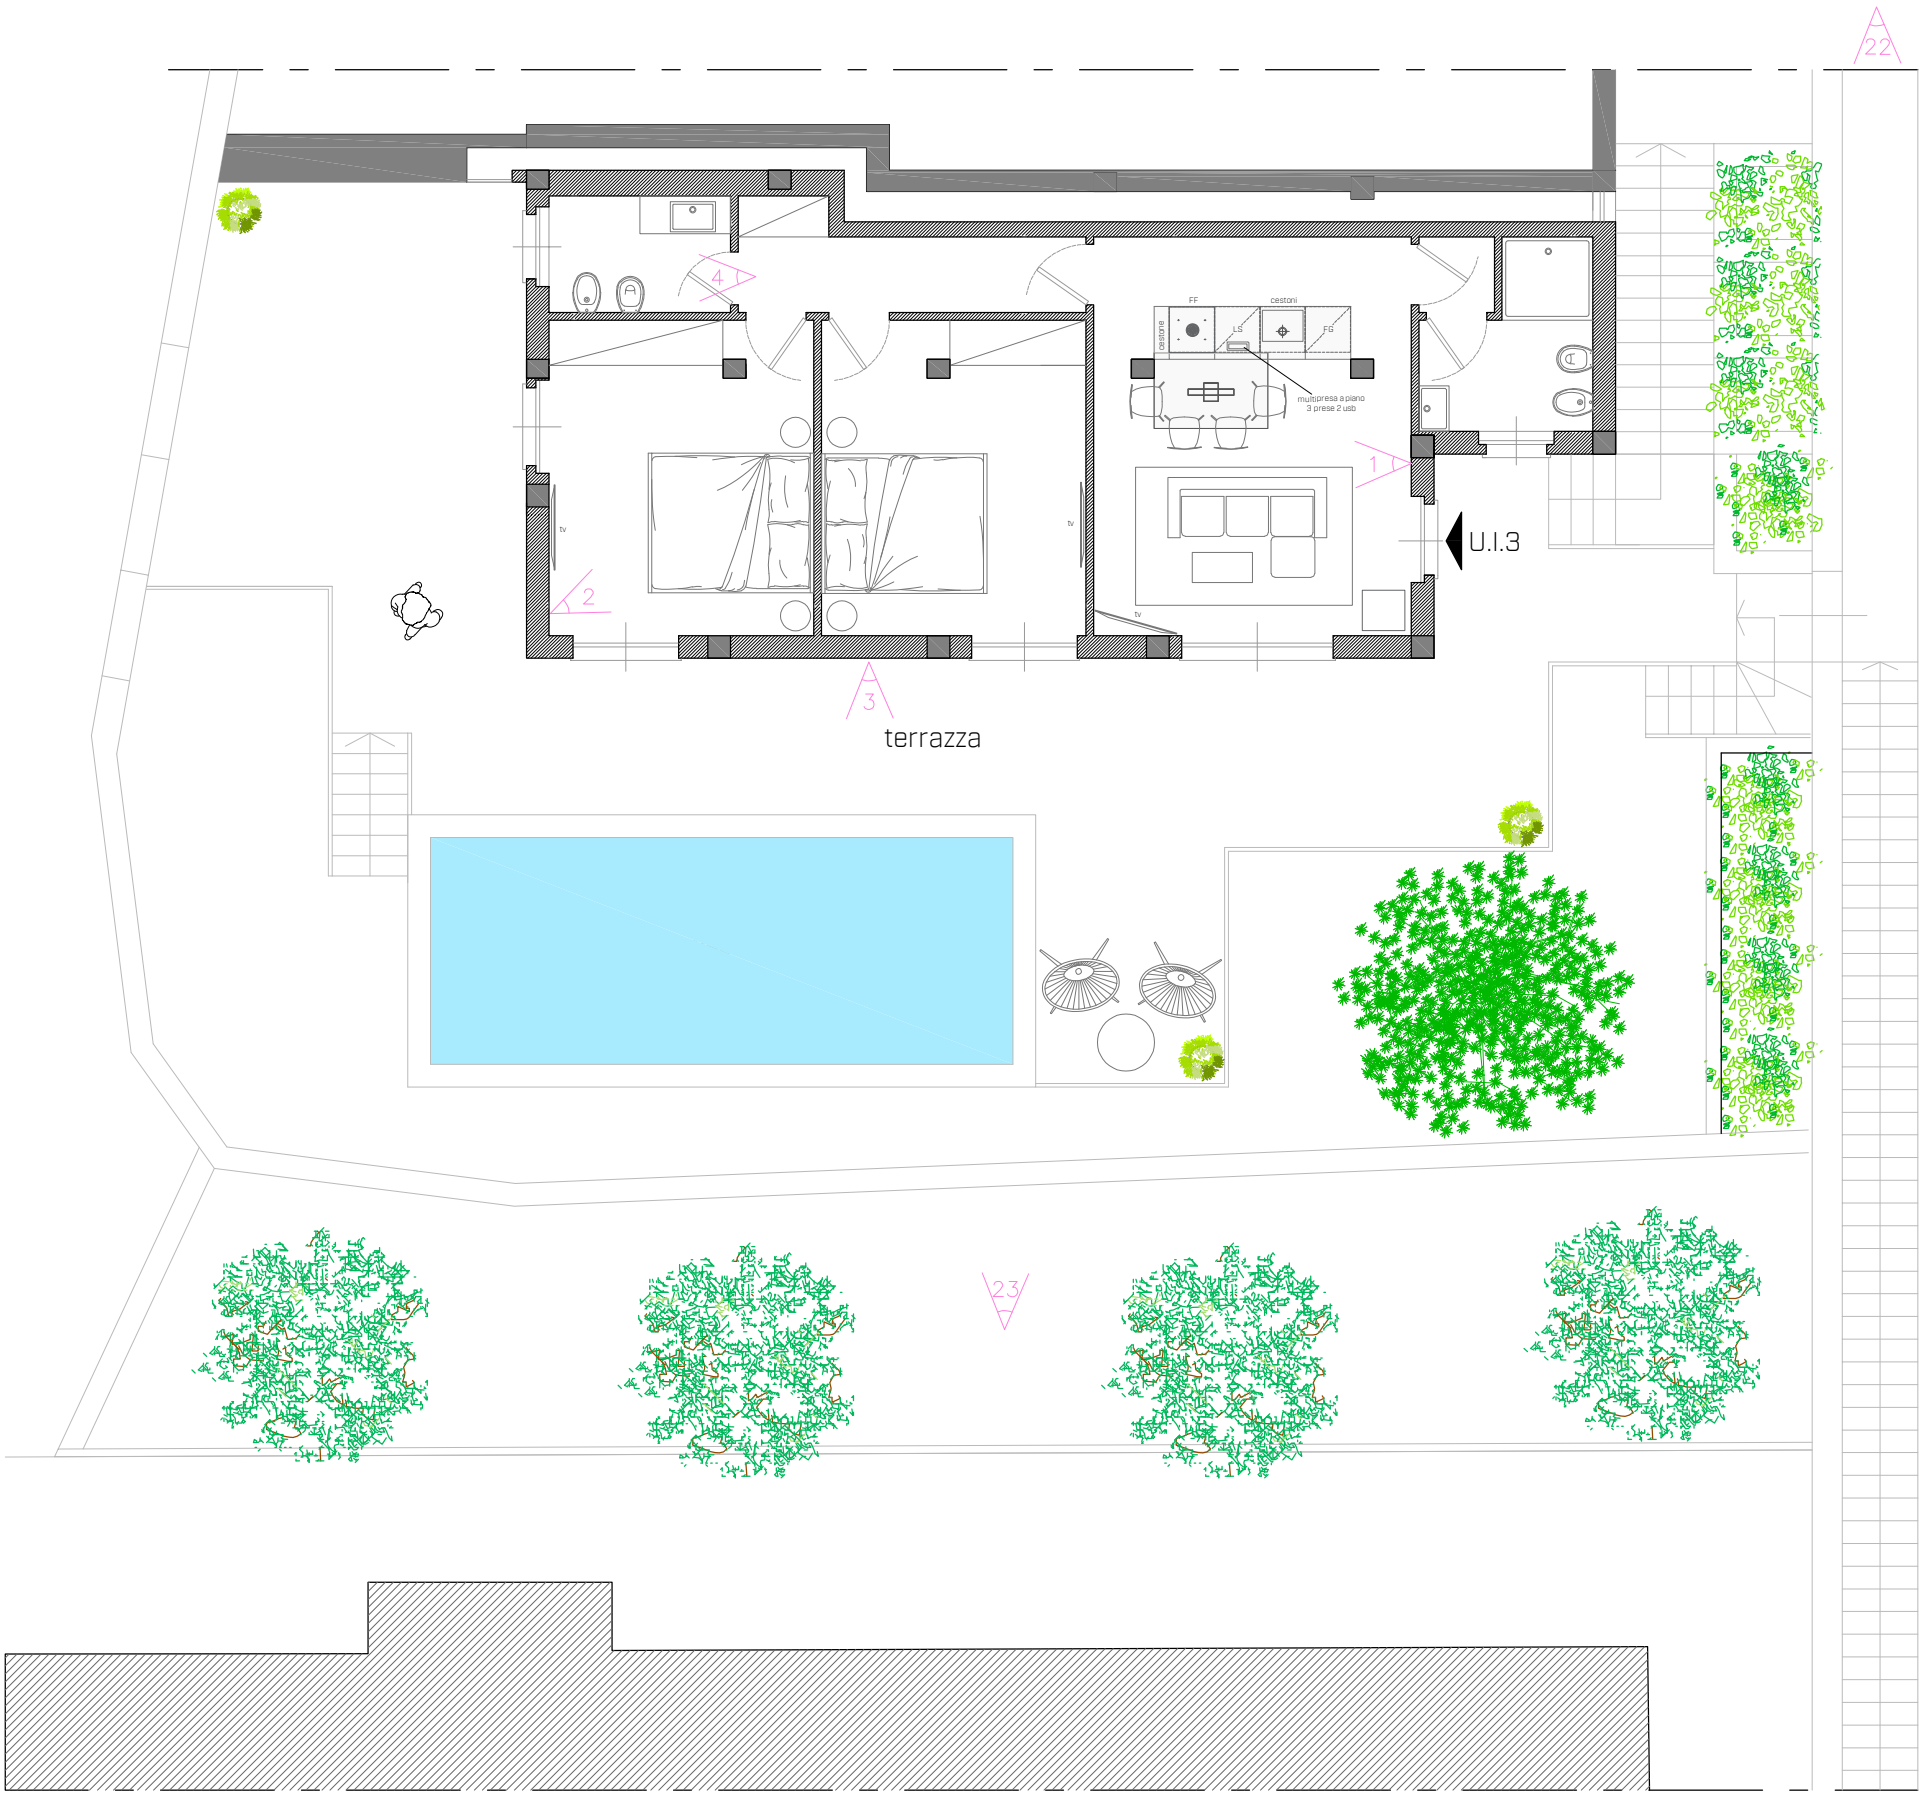 22
4
FF
cestoni
cestone
LS
FG
multipresa a piano
3 prese 2 usb
1
tv
tv
U.I.3
2
tv
3
terrazza
23